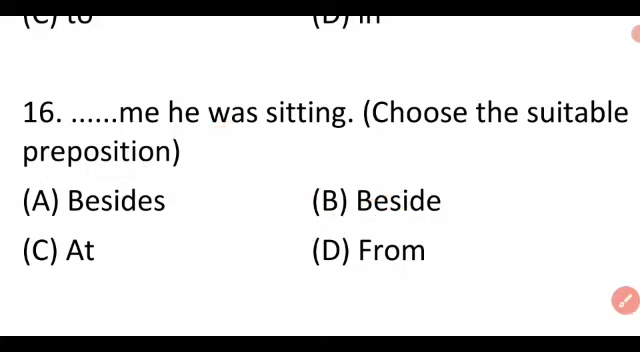 16. ......me he was sitting. (Choose the suitable
preposition)
(A) Besides (B) Beside
(C) At (D) From